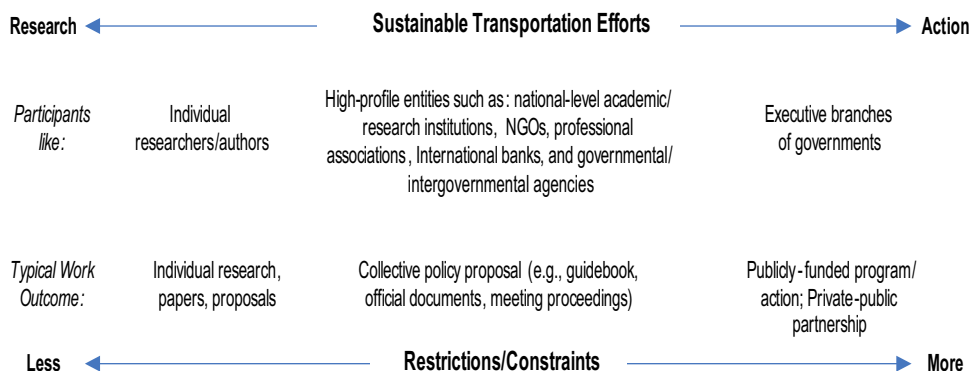 Research Sustainable Transportation Efforts Action
Participants like:
Individual researchers/authors
High-profile entities such as: national-level academic/
research institutions, NGOs, professional
associations, International banks, and governmental/
intergovernmental agencies
Executive branches
of governments
Typical Work
Outcome:
Individual research,
papers, proposals
Collective policy proposal (e.g., guidebook,
official documents, meeting proceedings)
Publicly-funded program/
action; Private-public
partnership
Less Restrictions/Constraints More